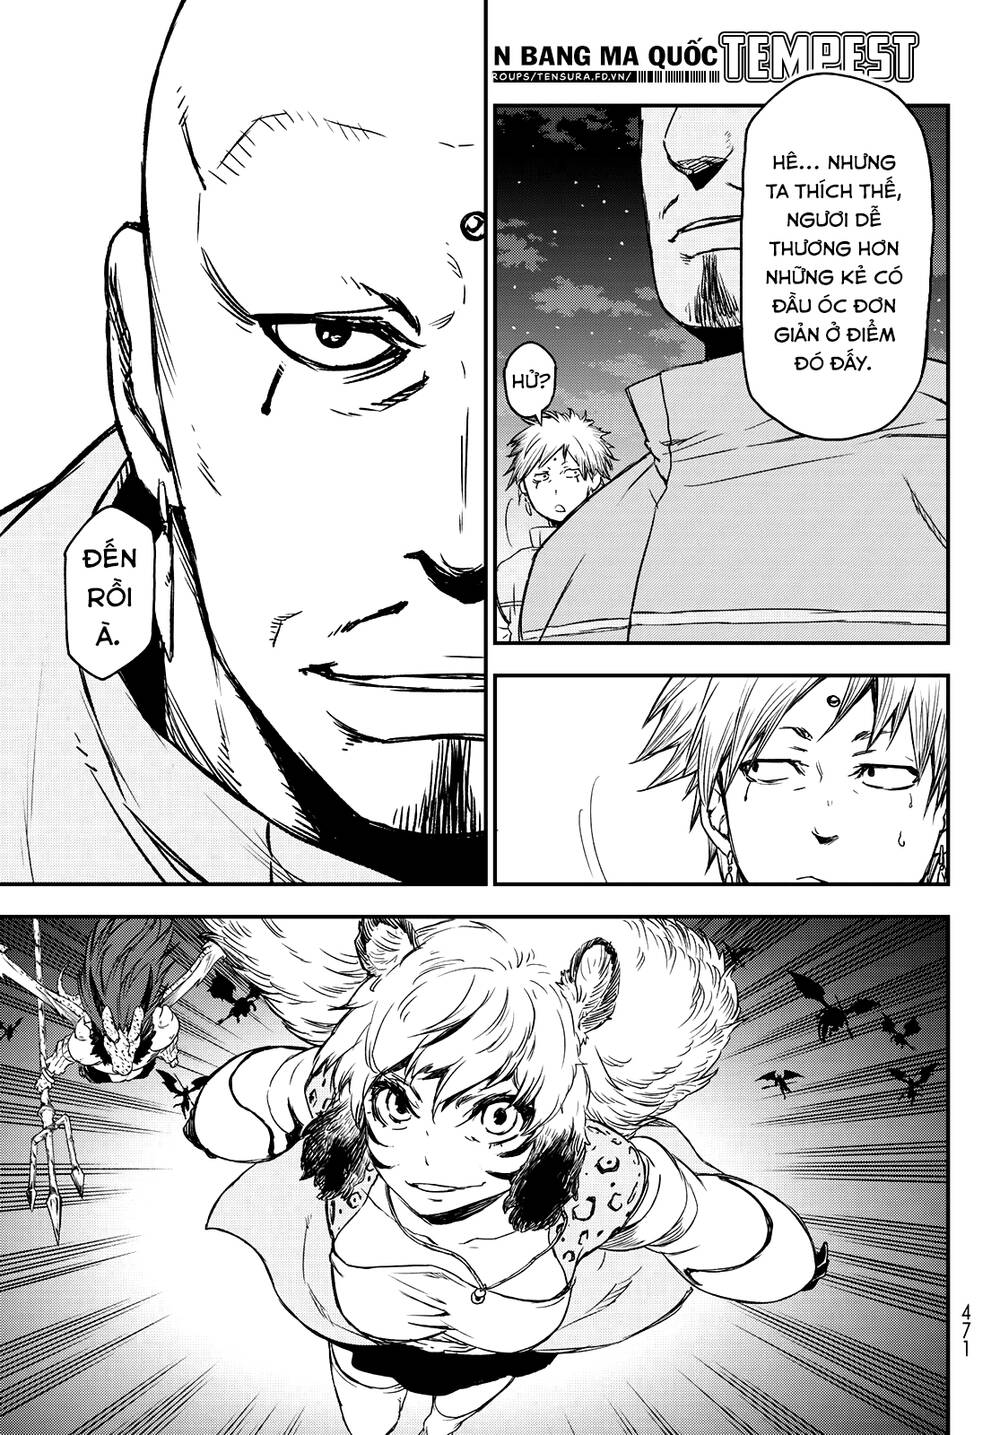 N BANG MA QUỐC TEMPEST
ROUPS/TENSURA.FD.VN/
HÊ... NHƯNG
TA THÍCH THẾ,
NGƯƠI DỄ
THƯƠNG HƠN
NHỮNG KẺ CÓ
ĐẦU ÓC ĐƠN
GIẢN Ở ĐIỂM
ĐÓ ĐẤY.
HỬ?
ĐẾN
RỒI
À.
471